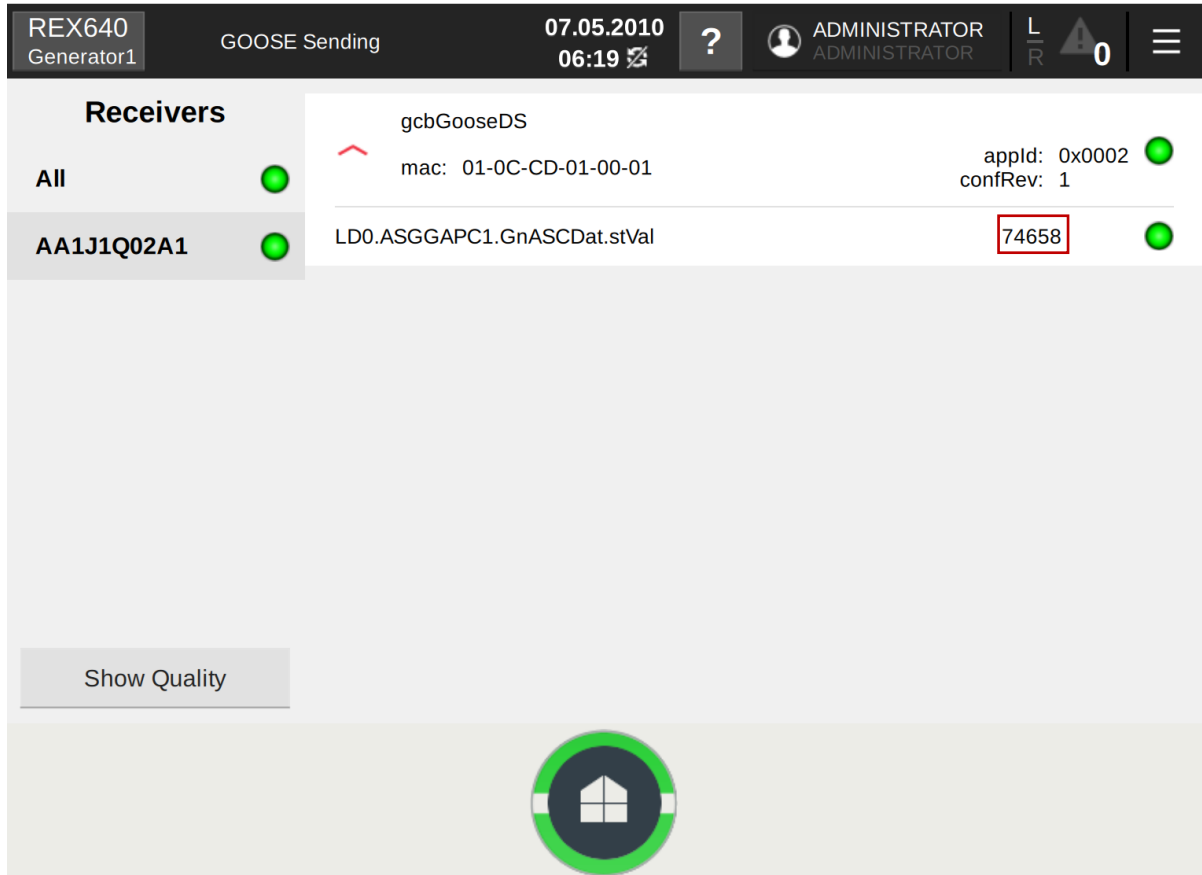 REX640
Generator1
GOOSE Sending
07.05.2010
06:19
?
ADMINISTRATOR
ADMINISTRATOR
L
R
0
Receivers
All
AA1J1Q02A1
gcbGooseDS
mac: 01-0C-CD-01-00-01
appId: 0x0002
confRev: 1
LD0.ASGGAPC1.GnASCDat.stVal
74658
Show Quality